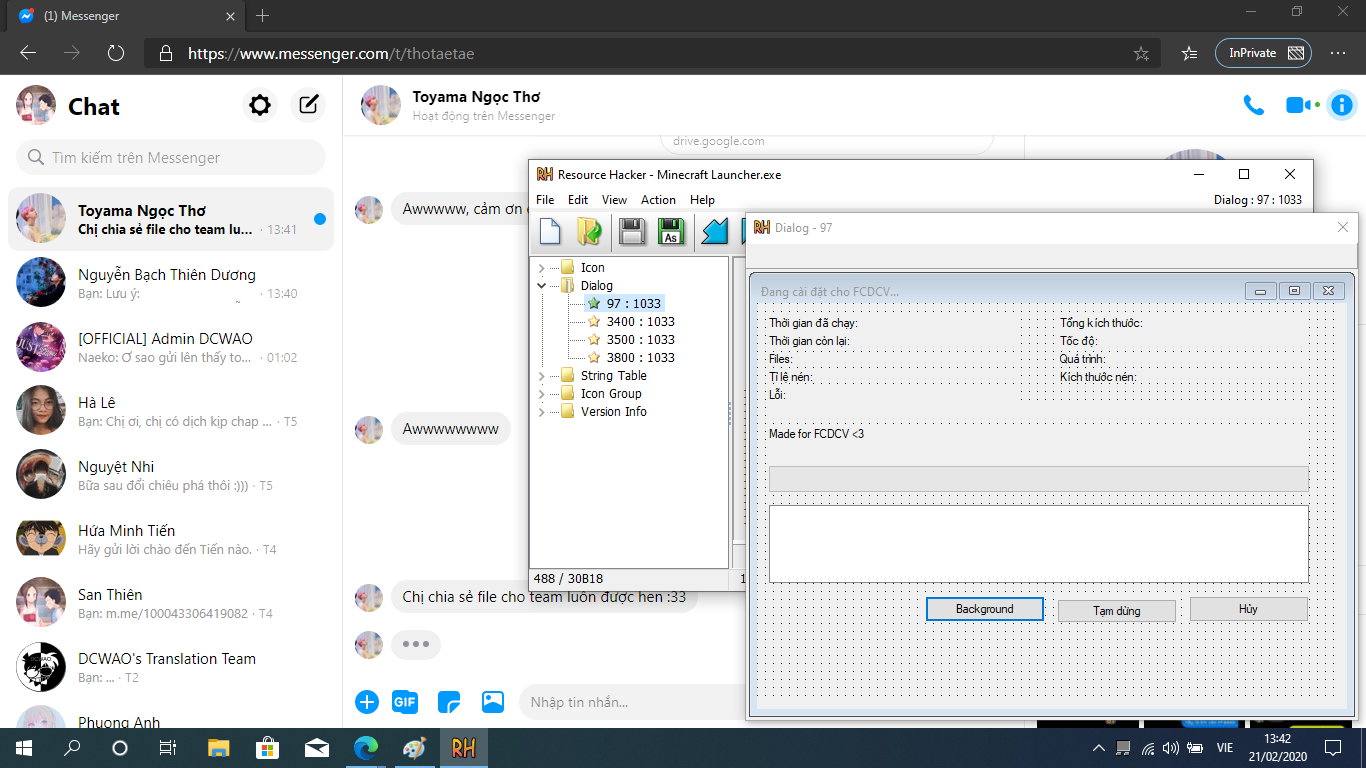 (1) Messenger
https://www.messenger.com/t/thotaetae
InPrivate
Chat
Tìm kiếm trên Messenger
Toyama Ngọc Thơ
Chị chia sẻ file cho team lu... · 13:41
Nguyễn Bạch Thiên Dương
Bạn: Lưu ý: · 13:40
[OFFICIAL] Admin DCWAO
Naeko: Ơ sao gửi lên thấy to... · 01:02
Hà Lê
Bạn: Chị ơi, chị có dịch kịp chap ... · T5
Nguyệt Nhi
Bữa sau đổi chiêu phá thôi :))) · T5
Hứa Minh Tiến
Hãy gửi lời chào đến Tiến nào. · T4
San Thiên
Bạn: m.me/100043306419082 · T4
DCWAO's Translation Team
Bạn: ... · T2
Phuong Anh
Toyama Ngọc Thơ
Hoạt động trên Messenger
drive.google.com
Awwwww, cảm ơn
Awwwwwwww
Chị chia sẻ file cho team luôn được hen :33
GIF
Nhập tin nhắn...
RH Resource Hacker - Minecraft Launcher.exe
File Edit View Action Help
Dialog : 97 : 1033
As
Icon
Dialog
97 : 1033
3400 : 1033
3500 : 1033
3800 : 1033
String Table
Icon Group
Version Info
488 / 30B18
RH Dialog - 97
Đang cài đặt cho FCDCV...
Thời gian đã chạy:
Thời gian còn lại:
Files:
Tỉ lệ nén:
Lỗi:
Tổng kích thước:
Tốc độ:
Quá trình:
Kích thước nén:
Made for FCDCV <3
Background
Tạm dừng
Hủy
RH
VIE
13:42
21/02/2020